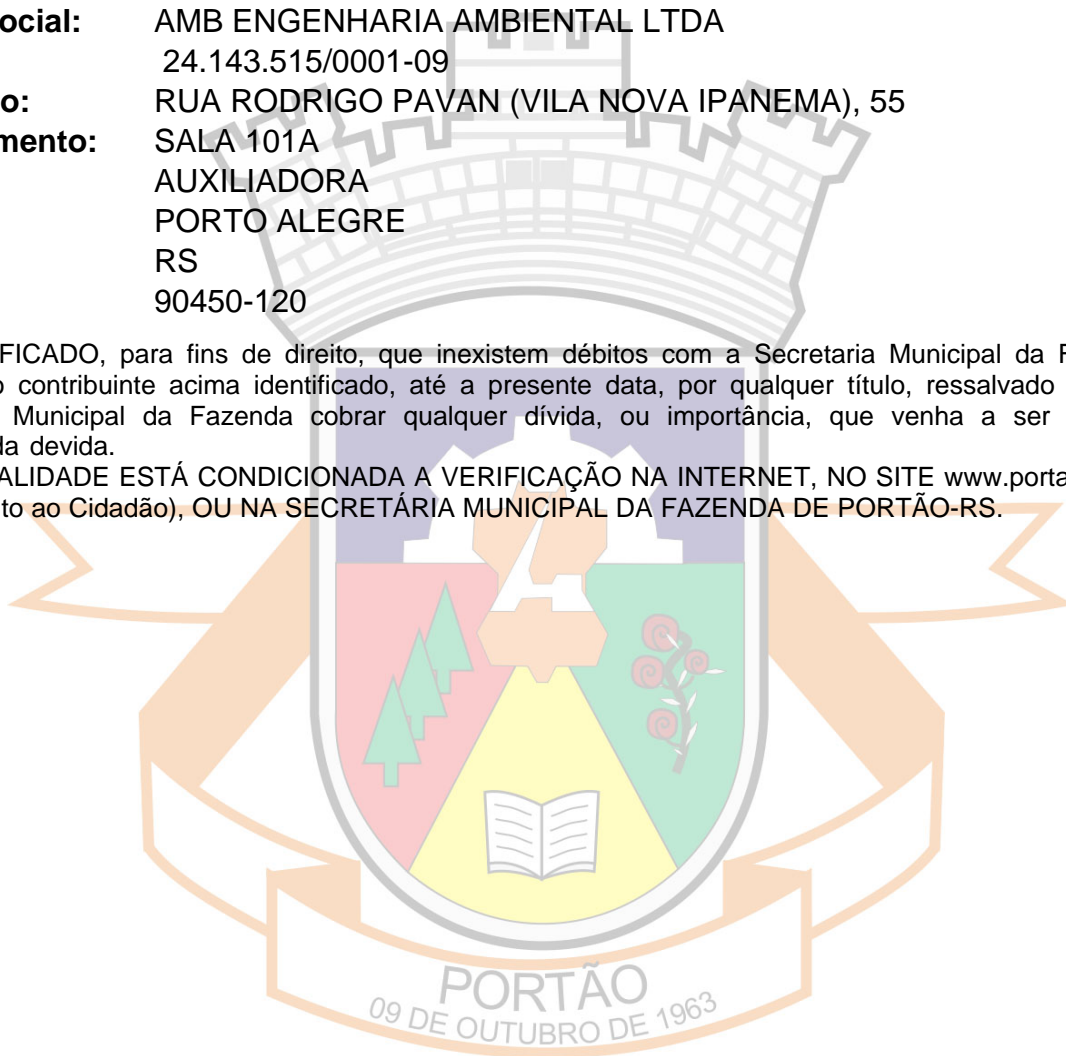 ocial: AMB ENGENHARIA AMBIENTAL LTDA
24.143.515/0001-09
o: RUA RODRIGO PAVAN (VILA NOVA IPANEMA), 55
mento: SALA 101A
AUXILIADORA
PORTO ALEGRE
RS
90450-120
FICADO, para fins de direito, que inexistem débitos com a Secretaria Municipal da F
o contribuinte acima identificado, até a presente data, por qualquer título, ressalvado
Municipal da Fazenda cobrar qualquer dívida, ou importância, que venha a ser
da devida.
ALIDADE ESTÁ CONDICIONADA A VERIFICAÇÃO NA INTERNET, NO SITE www.porta
to ao Cidadão), OU NA SECRETÁRIA MUNICIPAL DA FAZENDA DE PORTÃO-RS.
PORTÃO
09 DE OUTUBRO DE 1963